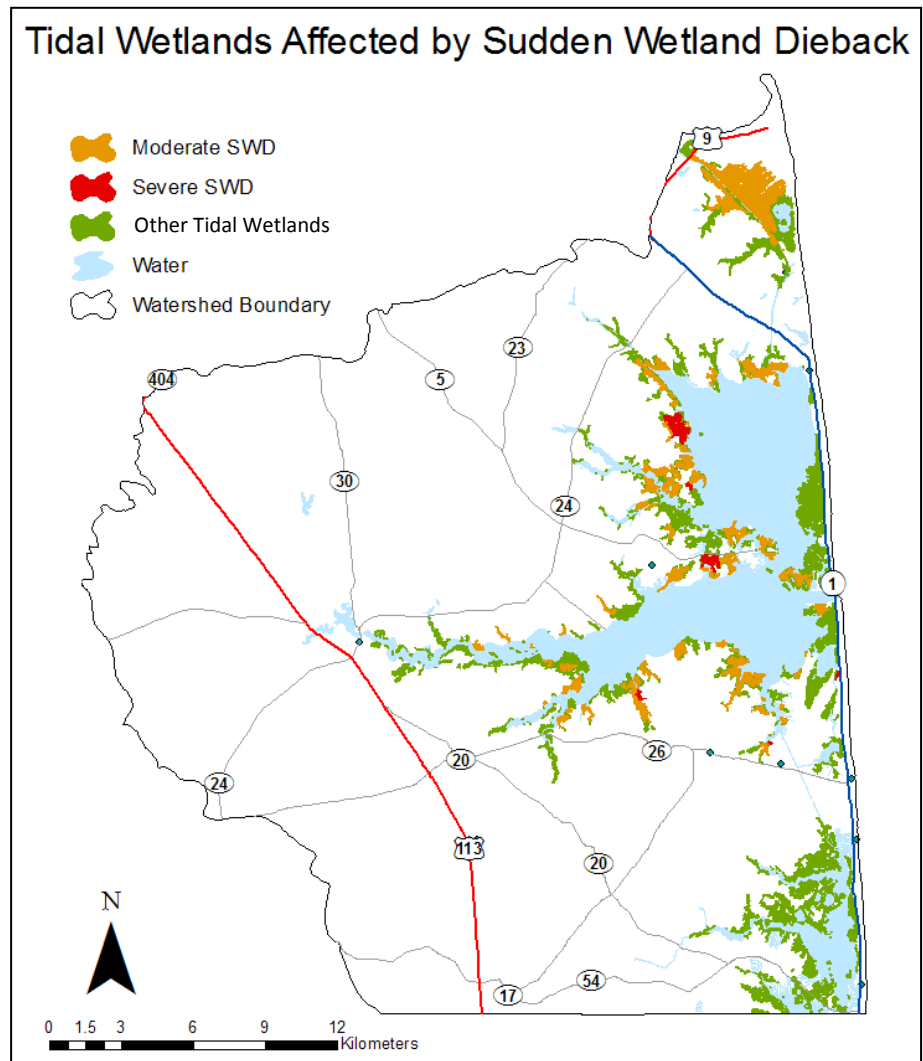 Tidal Wetlands Affected by Sudden Wetland Dieback
Moderate SWD
Severe SWD
Other Tidal Wetlands
Water
Watershed Boundary
9
404
23
5
30
24
1
26
20
24
113
20
54
17
N
0 1.5 3 6 9 12
Kilometers